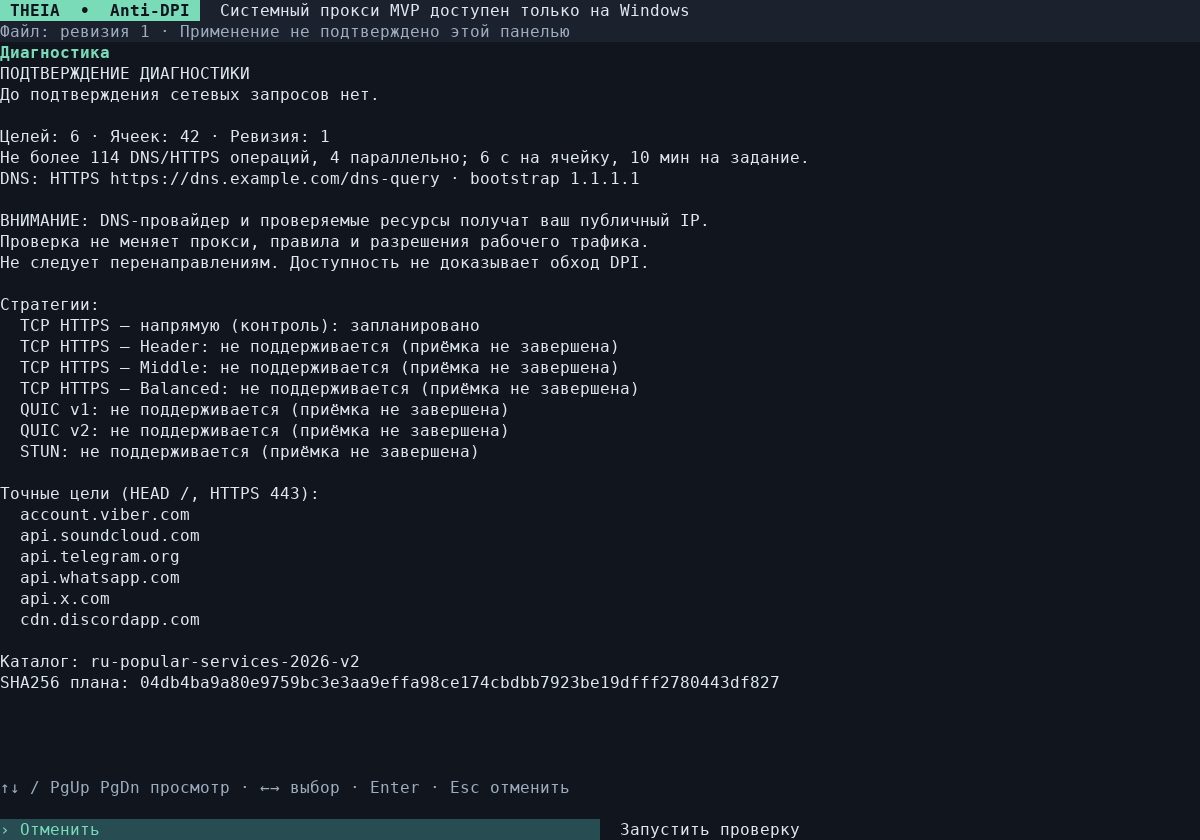 THEIA • Anti-DPI Системный прокси MVP доступен только на Windows
Файл: ревизия 1 · Применение не подтверждено этой панелью
Диагностика
ПОДТВЕРЖДЕНИЕ ДИАГНОСТИКИ
До подтверждения сетевых запросов нет.
Целей: 6 · Ячеек: 42 · Ревизия: 1
Не более 114 DNS/HTTPS операций, 4 параллельно; 6 с на ячейку, 10 мин на задание.
DNS: HTTPS https://dns.example.com/dns-query · bootstrap 1.1.1.1
ВНИМАНИЕ: DNS-провайдер и проверяемые ресурсы получат ваш публичный IP.
Проверка не меняет прокси, правила и разрешения рабочего трафика.
Не следует перенаправлениям. Доступность не доказывает обход DPI.
Стратегии:
TCP HTTPS — напрямую (контроль): запланировано
TCP HTTPS — Header: не поддерживается (приёмка не завершена)
TCP HTTPS — Middle: не поддерживается (приёмка не завершена)
TCP HTTPS — Balanced: не поддерживается (приёмка не завершена)
QUIC v1: не поддерживается (приёмка не завершена)
QUIC v2: не поддерживается (приёмка не завершена)
STUN: не поддерживается (приёмка не завершена)
Точные цели (HEAD /, HTTPS 443):
account.viber.com
api.soundcloud.com
api.telegram.org
api.whatsapp.com
api.x.com
cdn.discordapp.com
Каталог: ru-popular-services-2026-v2
SHA256 плана: 04db4ba9a80e9759bc3e3aa9effa98ce174cbdbb7923be19dfff2780443df827
↑↓ / PgUp PgDn просмотр · ←→ выбор · Enter · Esc отменить
› Отменить Запустить проверку